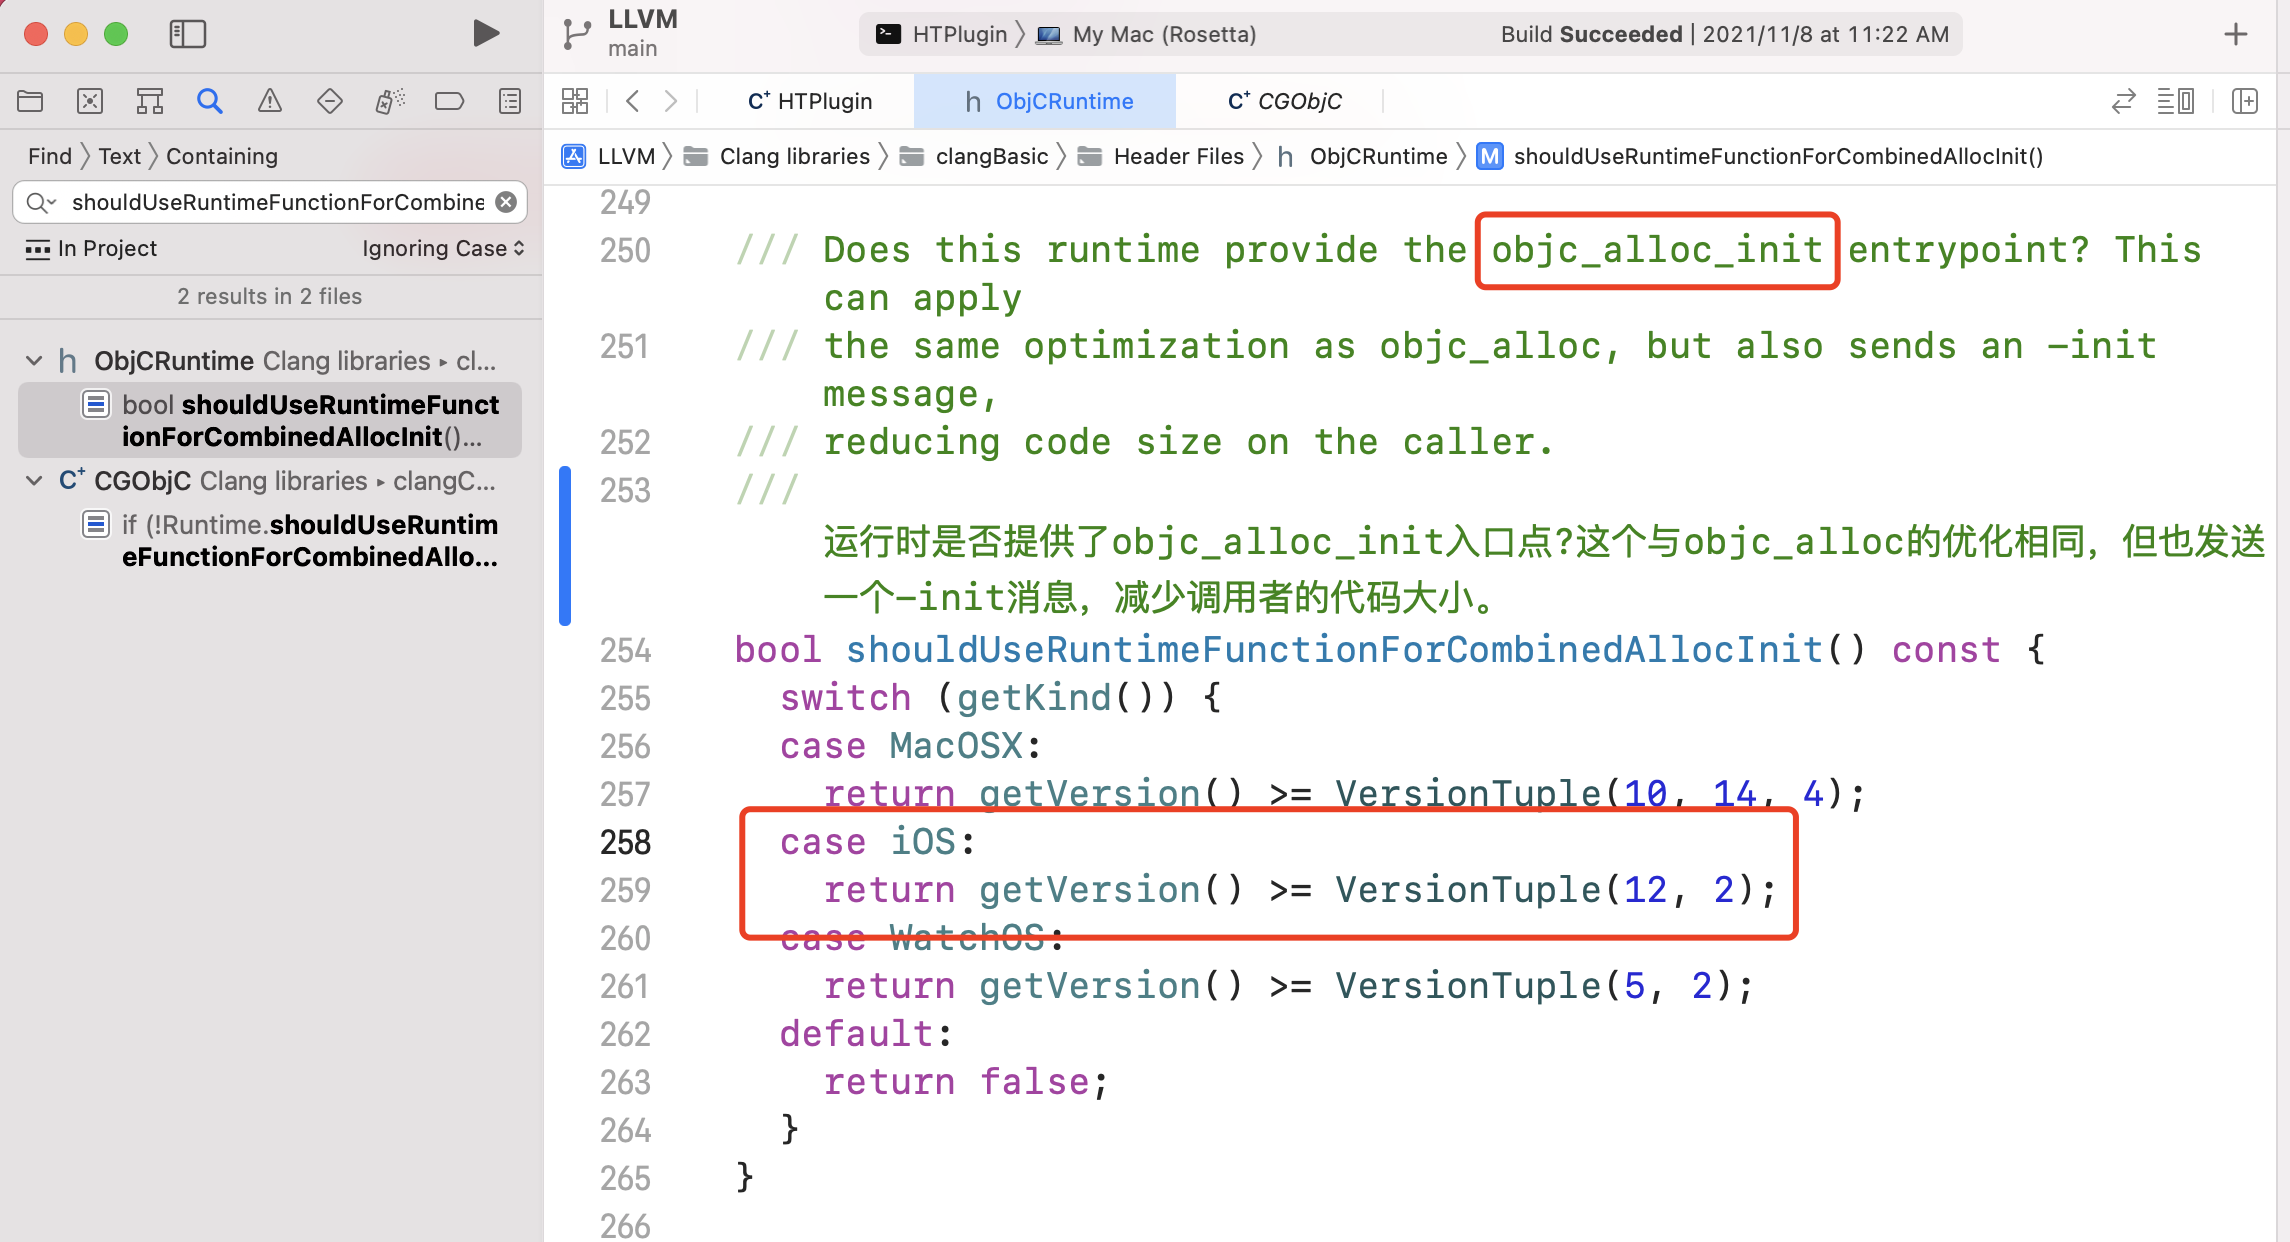 LLVM
main
HTPlugin
My Mac (Rosetta)
Build Succeeded | 2021/11/8 at 11:22 AM
C+ HTPlugin
h ObjCRuntime
C+ CGObjC
Find 〉 Text 〉 Containing
LLVM 〉 Clang libraries 〉 clangBasic 〉 Header Files 〉 h ObjCRuntime 〉 M shouldUseRuntimeFunctionForCombinedAllocInit()
shouldUseRuntimeFunctionForCombine
In Project
Ignoring Case
2 results in 2 files
h ObjCRuntime Clang libraries ▸ cl...
bool shouldUseRuntimeFunct
ionForCombinedAllocInit()...
C+ CGObjC Clang libraries ▸ clangC...
if (!Runtime.shouldUseRuntim
eFunctionForCombinedAllo...
249
250 /// Does this runtime provide the objc_alloc_init entrypoint? This
can apply
251 /// the same optimization as objc_alloc, but also sends an -init
message,
252 /// reducing code size on the caller.
253 ///
运行时是否提供了objc_alloc_init入口点?这个与objc_alloc的优化相同，但也发送
一个-init消息，减少调用者的代码大小。
254 bool shouldUseRuntimeFunctionForCombinedAllocInit() const {
255 switch (getKind()) {
256 case MacOSX:
257 return getVersion() >= VersionTuple(10, 14, 4);
258 case iOS:
259 return getVersion() >= VersionTuple(12, 2);
260 case WatchOS:
261 return getVersion() >= VersionTuple(5, 2);
262 default:
263 return false;
264 }
265 }
266